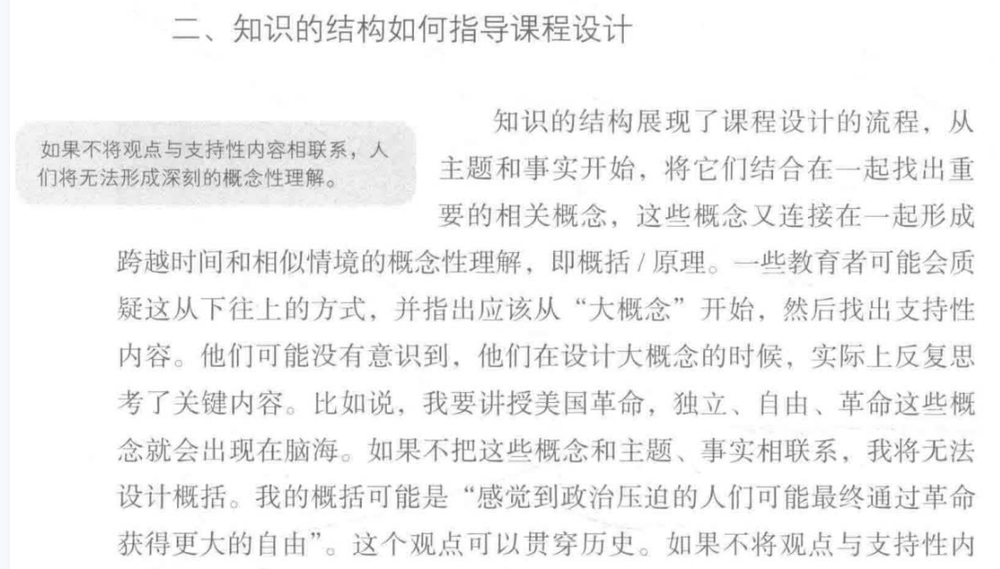 二、知识的结构如何指导课程设计
如果不将观点与支持性内容相联系，人
们将无法形成深刻的概念性理解。
知识的结构展现了课程设计的流程，从
主题和事实开始，将它们结合在一起找出重
要的相关概念，这些概念又连接在一起形成
跨越时间和相似情境的概念性理解，即概括/原理。一些教育者可能会质
疑这从下往上的方式，并指出应该从“大概念”开始，然后找出支持性
内容。他们可能没有意识到，他们在设计大概念的时候，实际上反复思
考了关键内容。比如说，我要讲授美国革命，独立、自由、革命这些概
念就会出现在脑海。如果不把这些概念和主题、事实相联系，我将无法
设计概括。我的概括可能是“感觉到政治压迫的人们可能最终通过革命
获得更大的自由”。这个观点可以贯穿历史。如果不将观点与支持性内